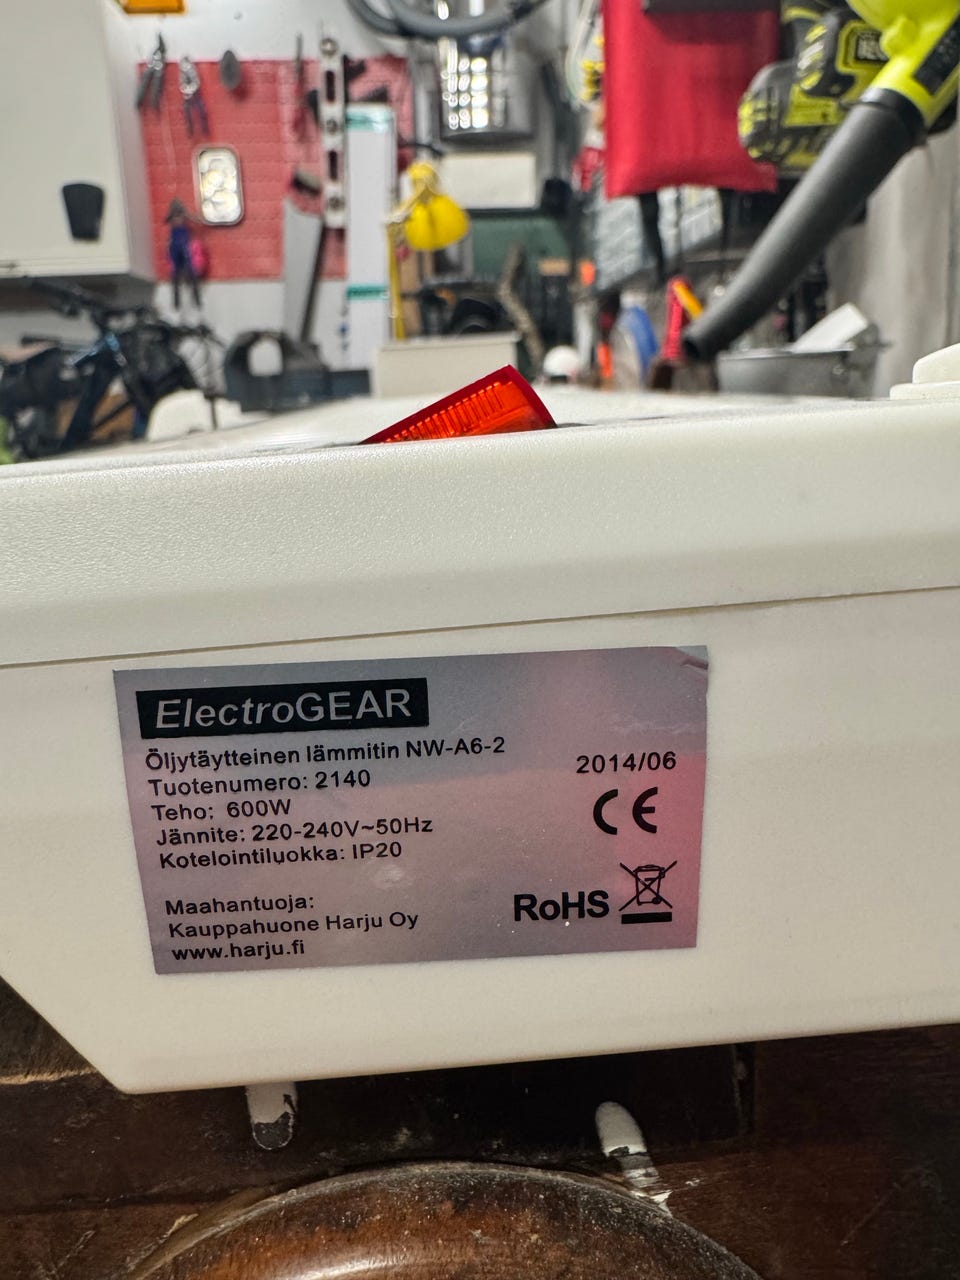 ElectroGEAR
Öljytäytteinen lämmitin NW-A6-2
Tuotenumero: 2140
Teho: 600W
Jännite: 220-240V~50Hz
Kotelointiluokka: IP20
2014/06
CE
Maahantuoja:
Kauppahuone Harju Oy
www.harju.fi
RoHS